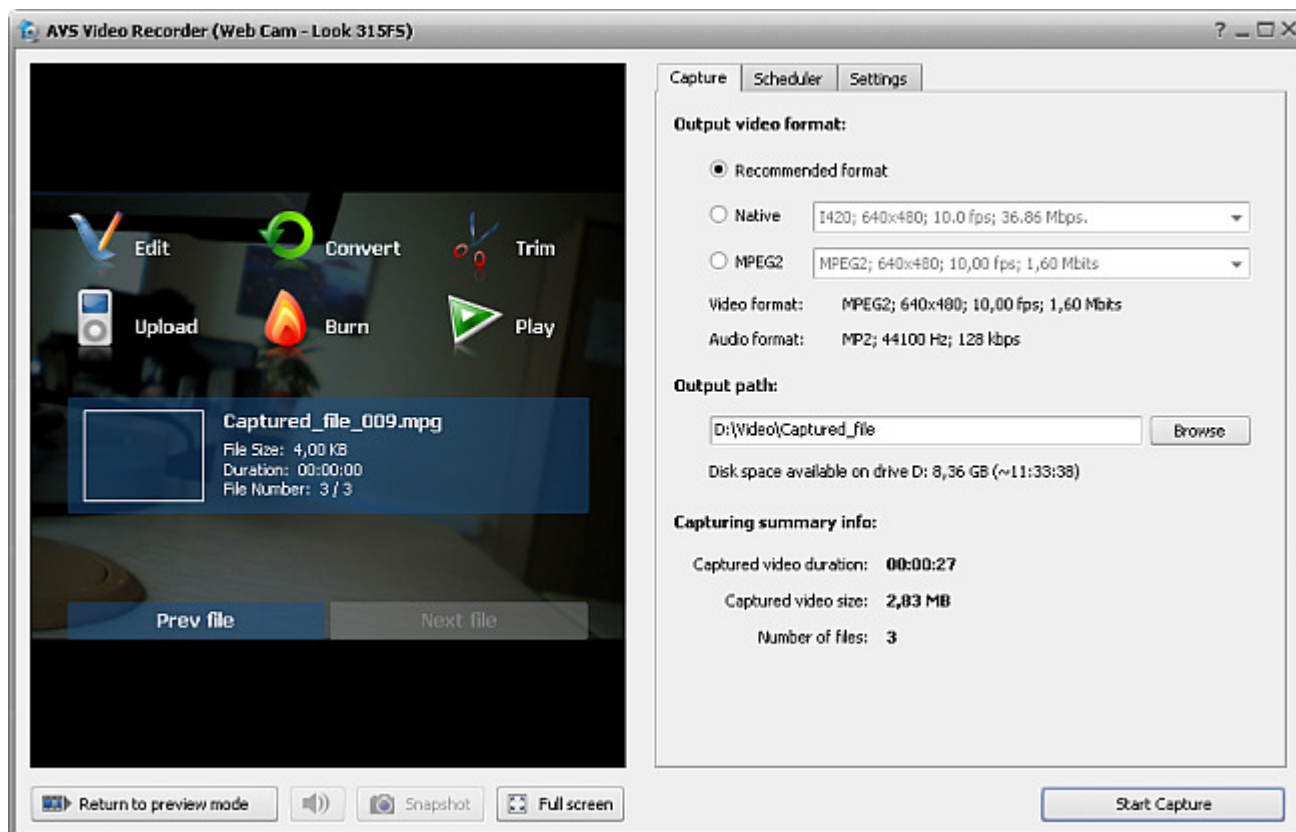 AVS Video Recorder (Web Cam - Look 315FS)
?
Edit
Convert
Trim
Upload
Burn
Play
Captured_file_009.mpg
File Size: 4,00 KB
Duration: 00:00:00
File Number: 3 / 3
Prev file
Next file
Return to preview mode
Snapshot
Full screen
Capture
Scheduler
Settings
Output video format:
Recommended format
Native
I420; 640x480; 10.0 fps; 36.86 Mbps.
MPEG2
MPEG2; 640x480; 10,00 fps; 1,60 Mbits
Video format: MPEG2; 640x480; 10,00 fps; 1,60 Mbits
Audio format: MP2; 44100 Hz; 128 kbps
Output path:
D:\Video\Captured_file
Browse
Disk space available on drive D: 8,36 GB (~11:33:38)
Capturing summary info:
Captured video duration: 00:00:27
Captured video size: 2,83 MB
Number of files: 3
Start Capture